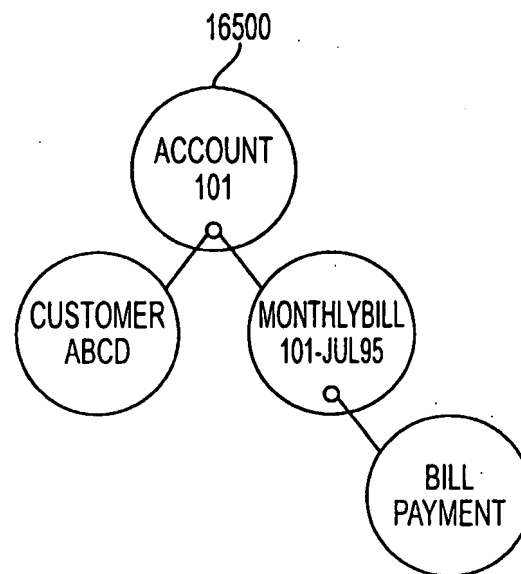 16500
ACCOUNT
101
CUSTOMER
ABCD
MONTHLYBILL
101-JUL95
BILL
PAYMENT